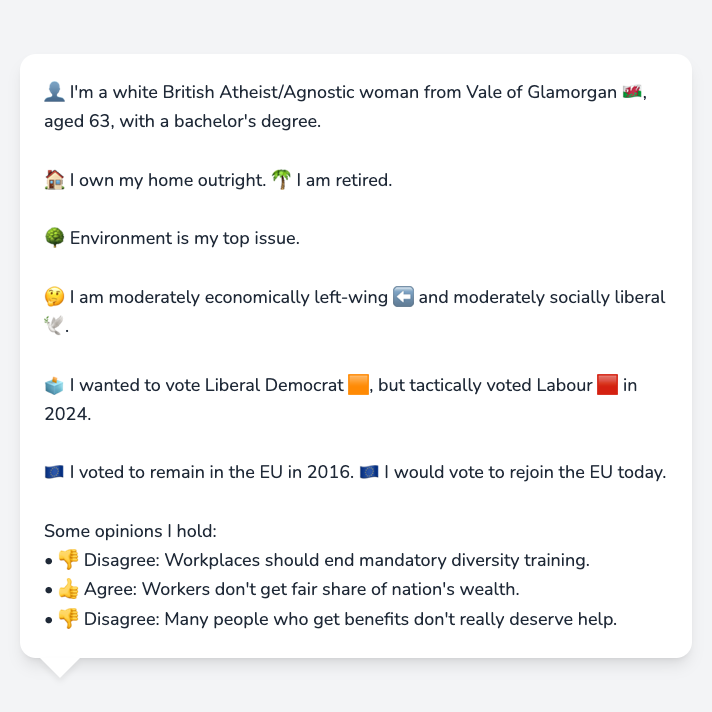 👤 I'm a white British Atheist/Agnostic woman from Vale of Glamorgan 🏴󠁧󠁢󠁷󠁬󠁳󠁿,
aged 63, with a bachelor's degree.
🏠 I own my home outright. 🌴 I am retired.
🌳 Environment is my top issue.
🤔 I am moderately economically left-wing ⬅️ and moderately socially liberal
🕊️.
🗳️ I wanted to vote Liberal Democrat 🟧, but tactically voted Labour 🟥 in
2024.
🇪🇺 I voted to remain in the EU in 2016. 🇪🇺 I would vote to rejoin the EU today.
Some opinions I hold:
• 👎 Disagree: Workplaces should end mandatory diversity training.
• 👍 Agree: Workers don't get fair share of nation's wealth.
• 👎 Disagree: Many people who get benefits don't really deserve help.